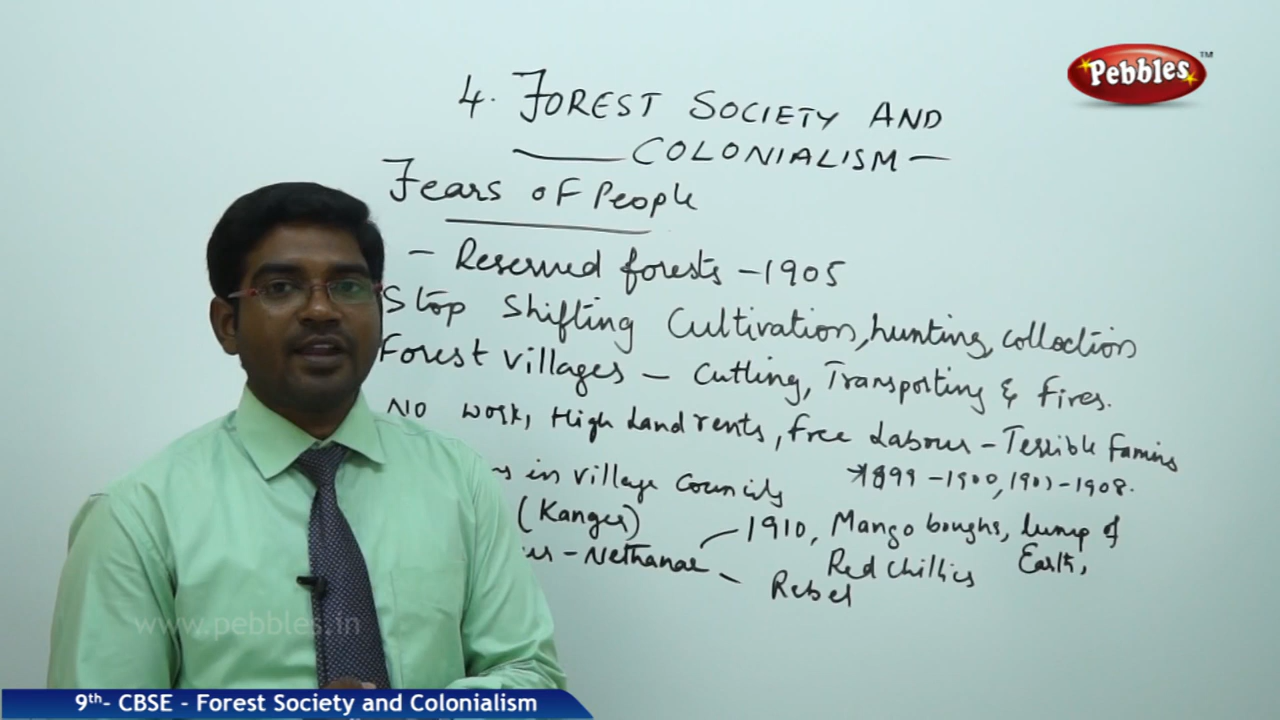 Pebbles™
4. FOREST SOCIETY AND
COLONIALISM
Fears of People
- Reserved forests - 1905
Stop Shifting Cultivation, hunting, collection
Forest Villages - Cutting, Transporting & Fires.
No work, High Land rents, Free Labour - Terrible Famins
in village Councils
1899 - 1900, 1907 - 1908.
(Kanger)
1910, Mango boughs, lump of
Earth,
Nethanar
Red Chillies
Rebel
www.pebbles.in
9th- CBSE - Forest Society and Colonialism